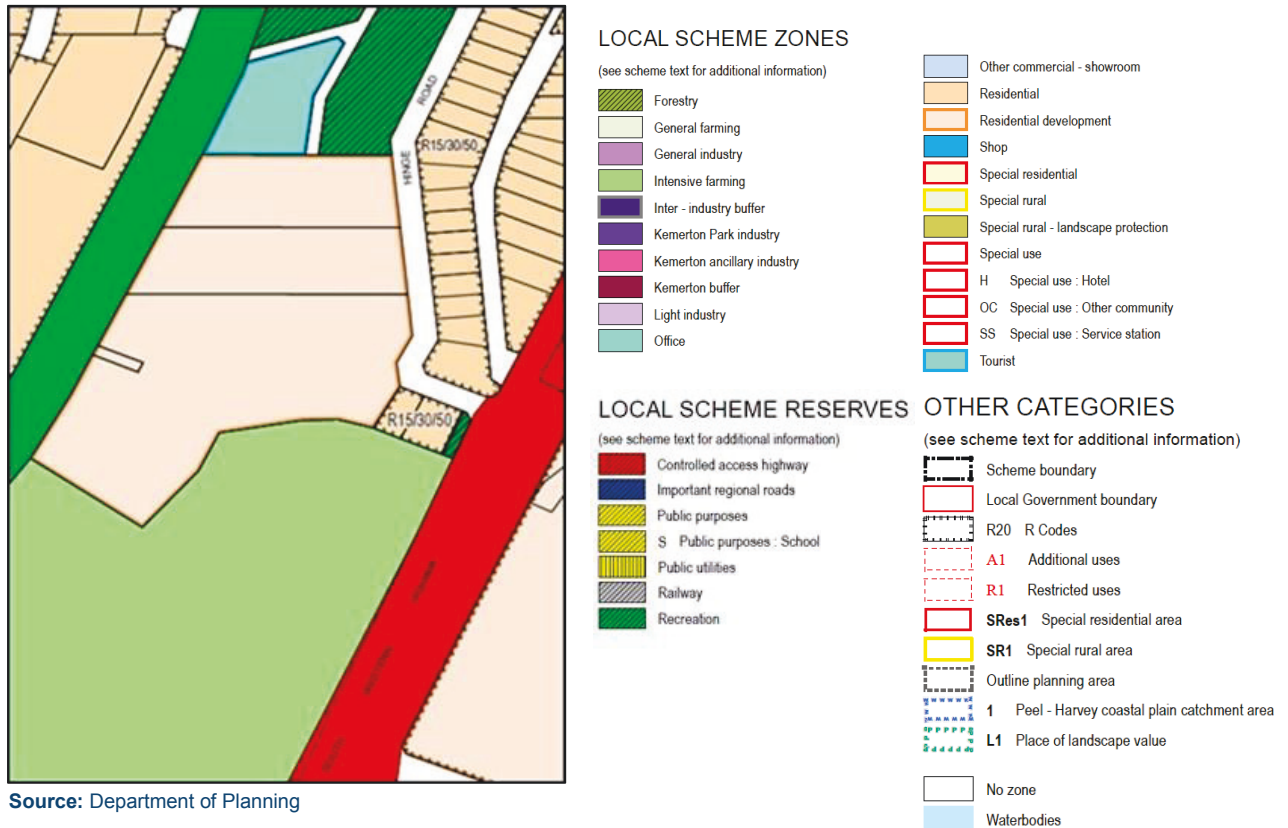 ROAD
HINGE
R15/30/50
R15/30/50
Source: Department of Planning
LOCAL SCHEME ZONES
(see scheme text for additional information)
Forestry
General farming
General industry
Intensive farming
Inter - industry buffer
Kemerton Park industry
Kemerton ancillary industry
Kemerton buffer
Light industry
Office
Other commercial - showroom
Residential
Residential development
Shop
Special residential
Special rural
Special rural - landscape protection
Special use
H Special use : Hotel
OC Special use : Other community
SS Special use : Service station
Tourist
LOCAL SCHEME RESERVES
(see scheme text for additional information)
Controlled access highway
Important regional roads
Public purposes
S Public purposes : School
Public utilities
Railway
Recreation
OTHER CATEGORIES
(see scheme text for additional information)
Scheme boundary
Local Government boundary
R20 R Codes
A1 Additional uses
R1 Restricted uses
SRes1 Special residential area
SR1 Special rural area
Outline planning area
1 Peel - Harvey coastal plain catchment area
L1 Place of landscape value
No zone
Waterbodies